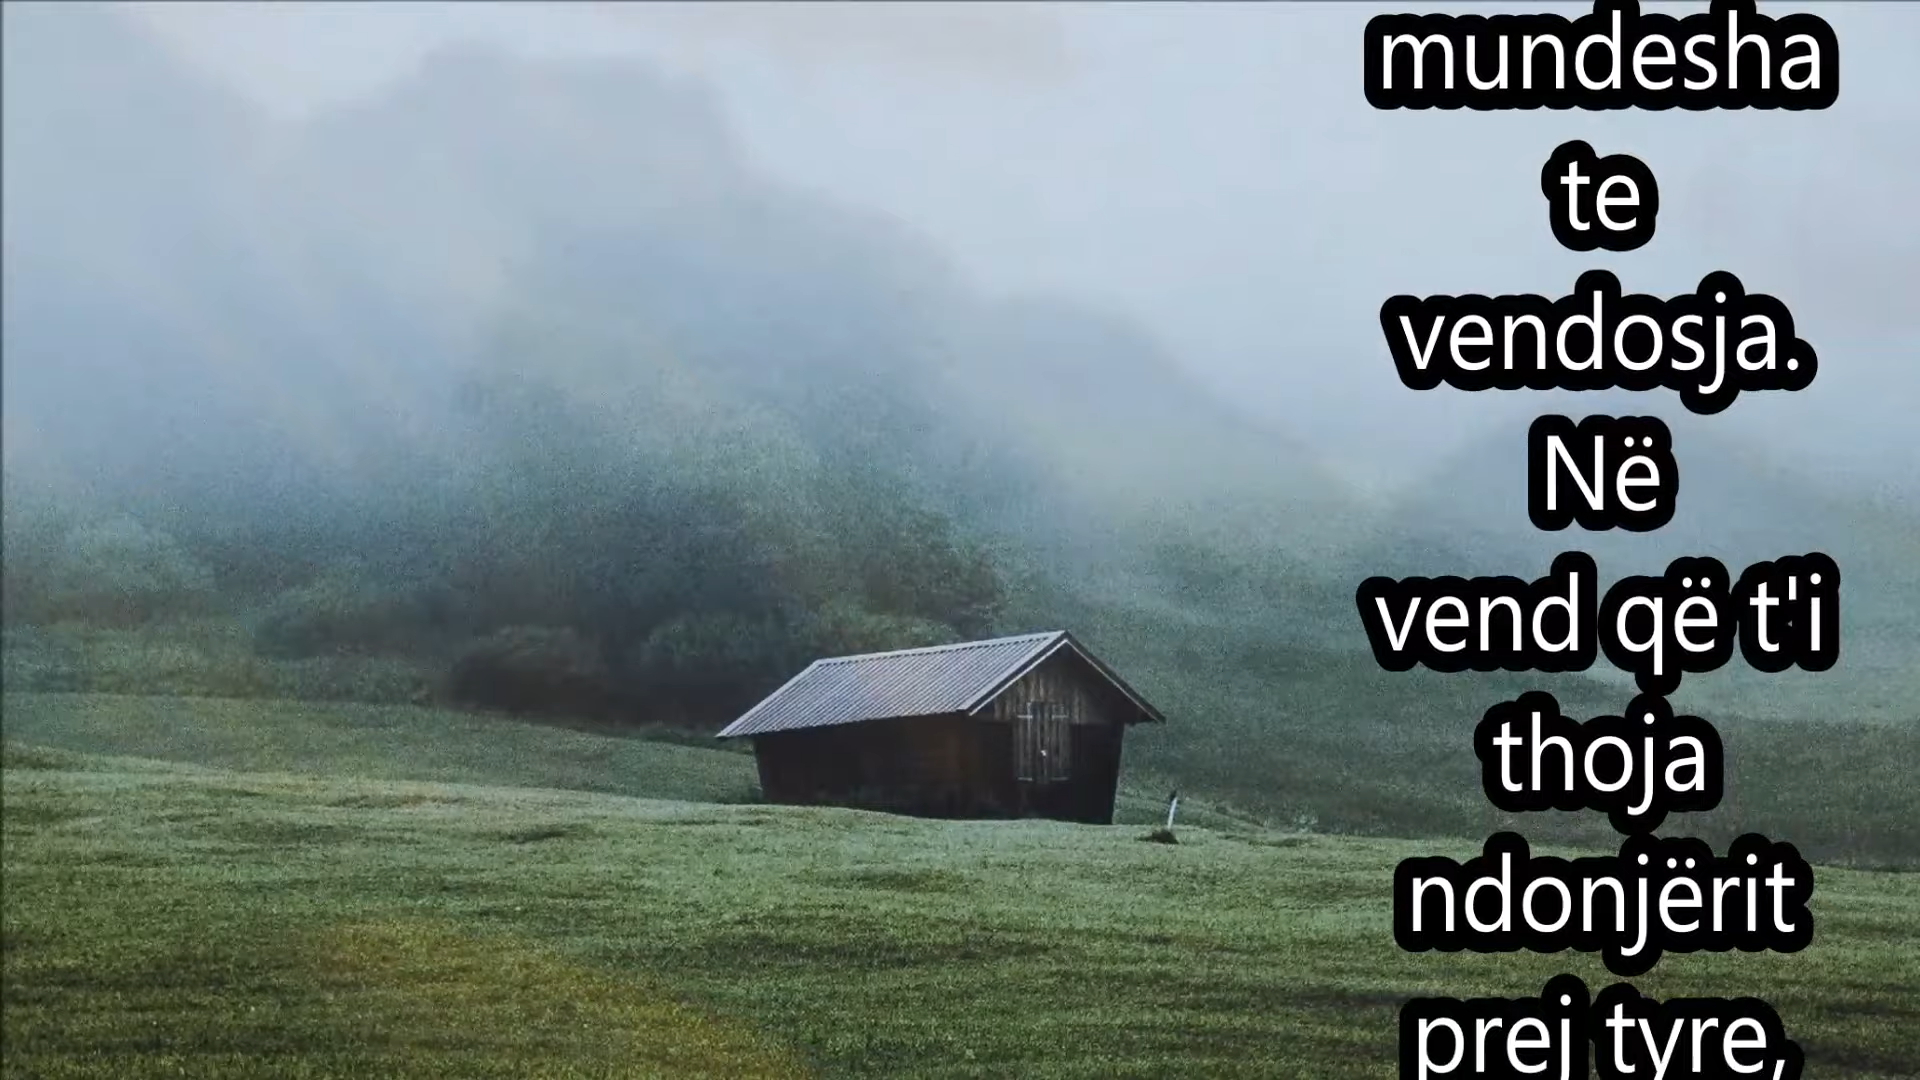 mundesha
te
vendosja.
Në
vend që t'i
thoja
ndonjërit
prej tyre,